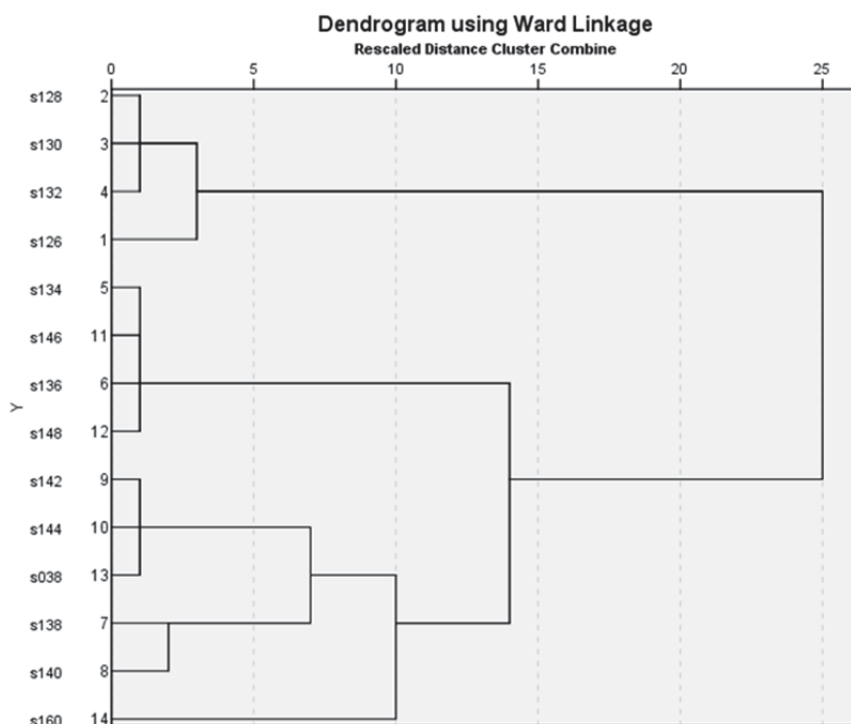 Dendrogram using Ward Linkage
Rescaled Distance Cluster Combine
0 5 10 15 20 25
s128 2
s130 3
s132 4
s126 1
s134 5
s146 11
s136 6
Y
s148 12
s142 9
s144 10
s038 13
s138 7
s140 8
s160 14